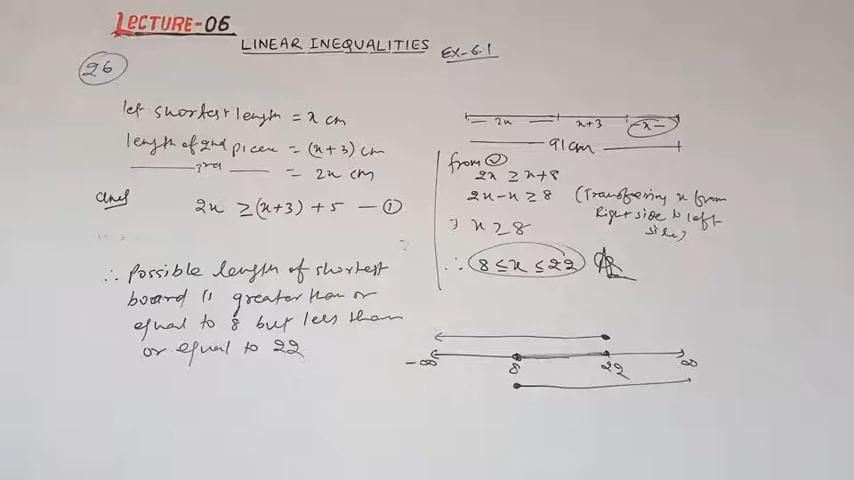 LECTURE-06
LINEAR INEQUALITIES EX-6.1
26
let shortest length = x cm
length of 2nd piece = (x+3) cm
3rd = 2x cm
and
2x ≥ (x+3) + 5 — ①
∴ Possible length of shortest
board is greater than or
equal to 8 but less than
or equal to 22
2x x+3 x
91cm
from ②
2x ≥ x+8
2x-x ≥ 8 (Transferring x from
Right side to left
side)
⇒ x ≥ 8
∴ 8 ≤ x ≤ 22
-∞ 8 22 ∞